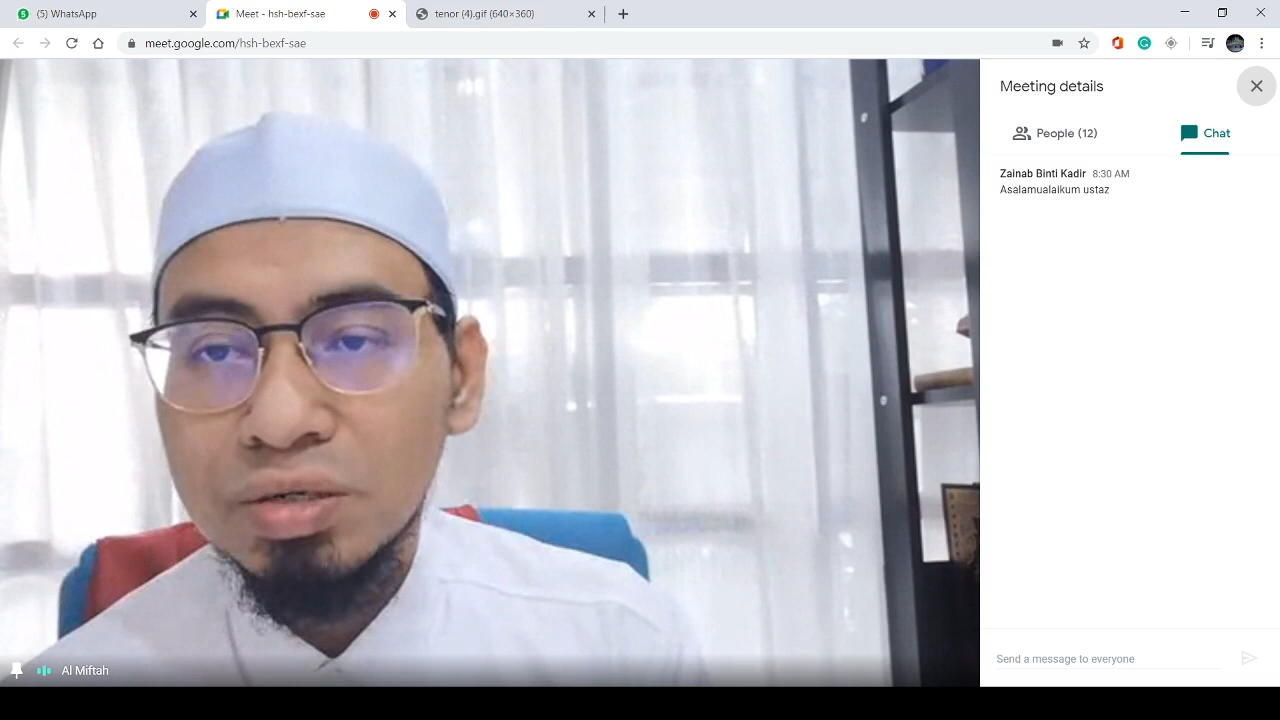 (5) WhatsApp
Meet - hsh-bexf-sae
tenor (4).gif (640×360)
meet.google.com/hsh-bexf-sae
Meeting details
People (12)
Chat
Zainab Binti Kadir 8:30 AM
Asalamualaikum ustaz
Al Miftah
Send a message to everyone